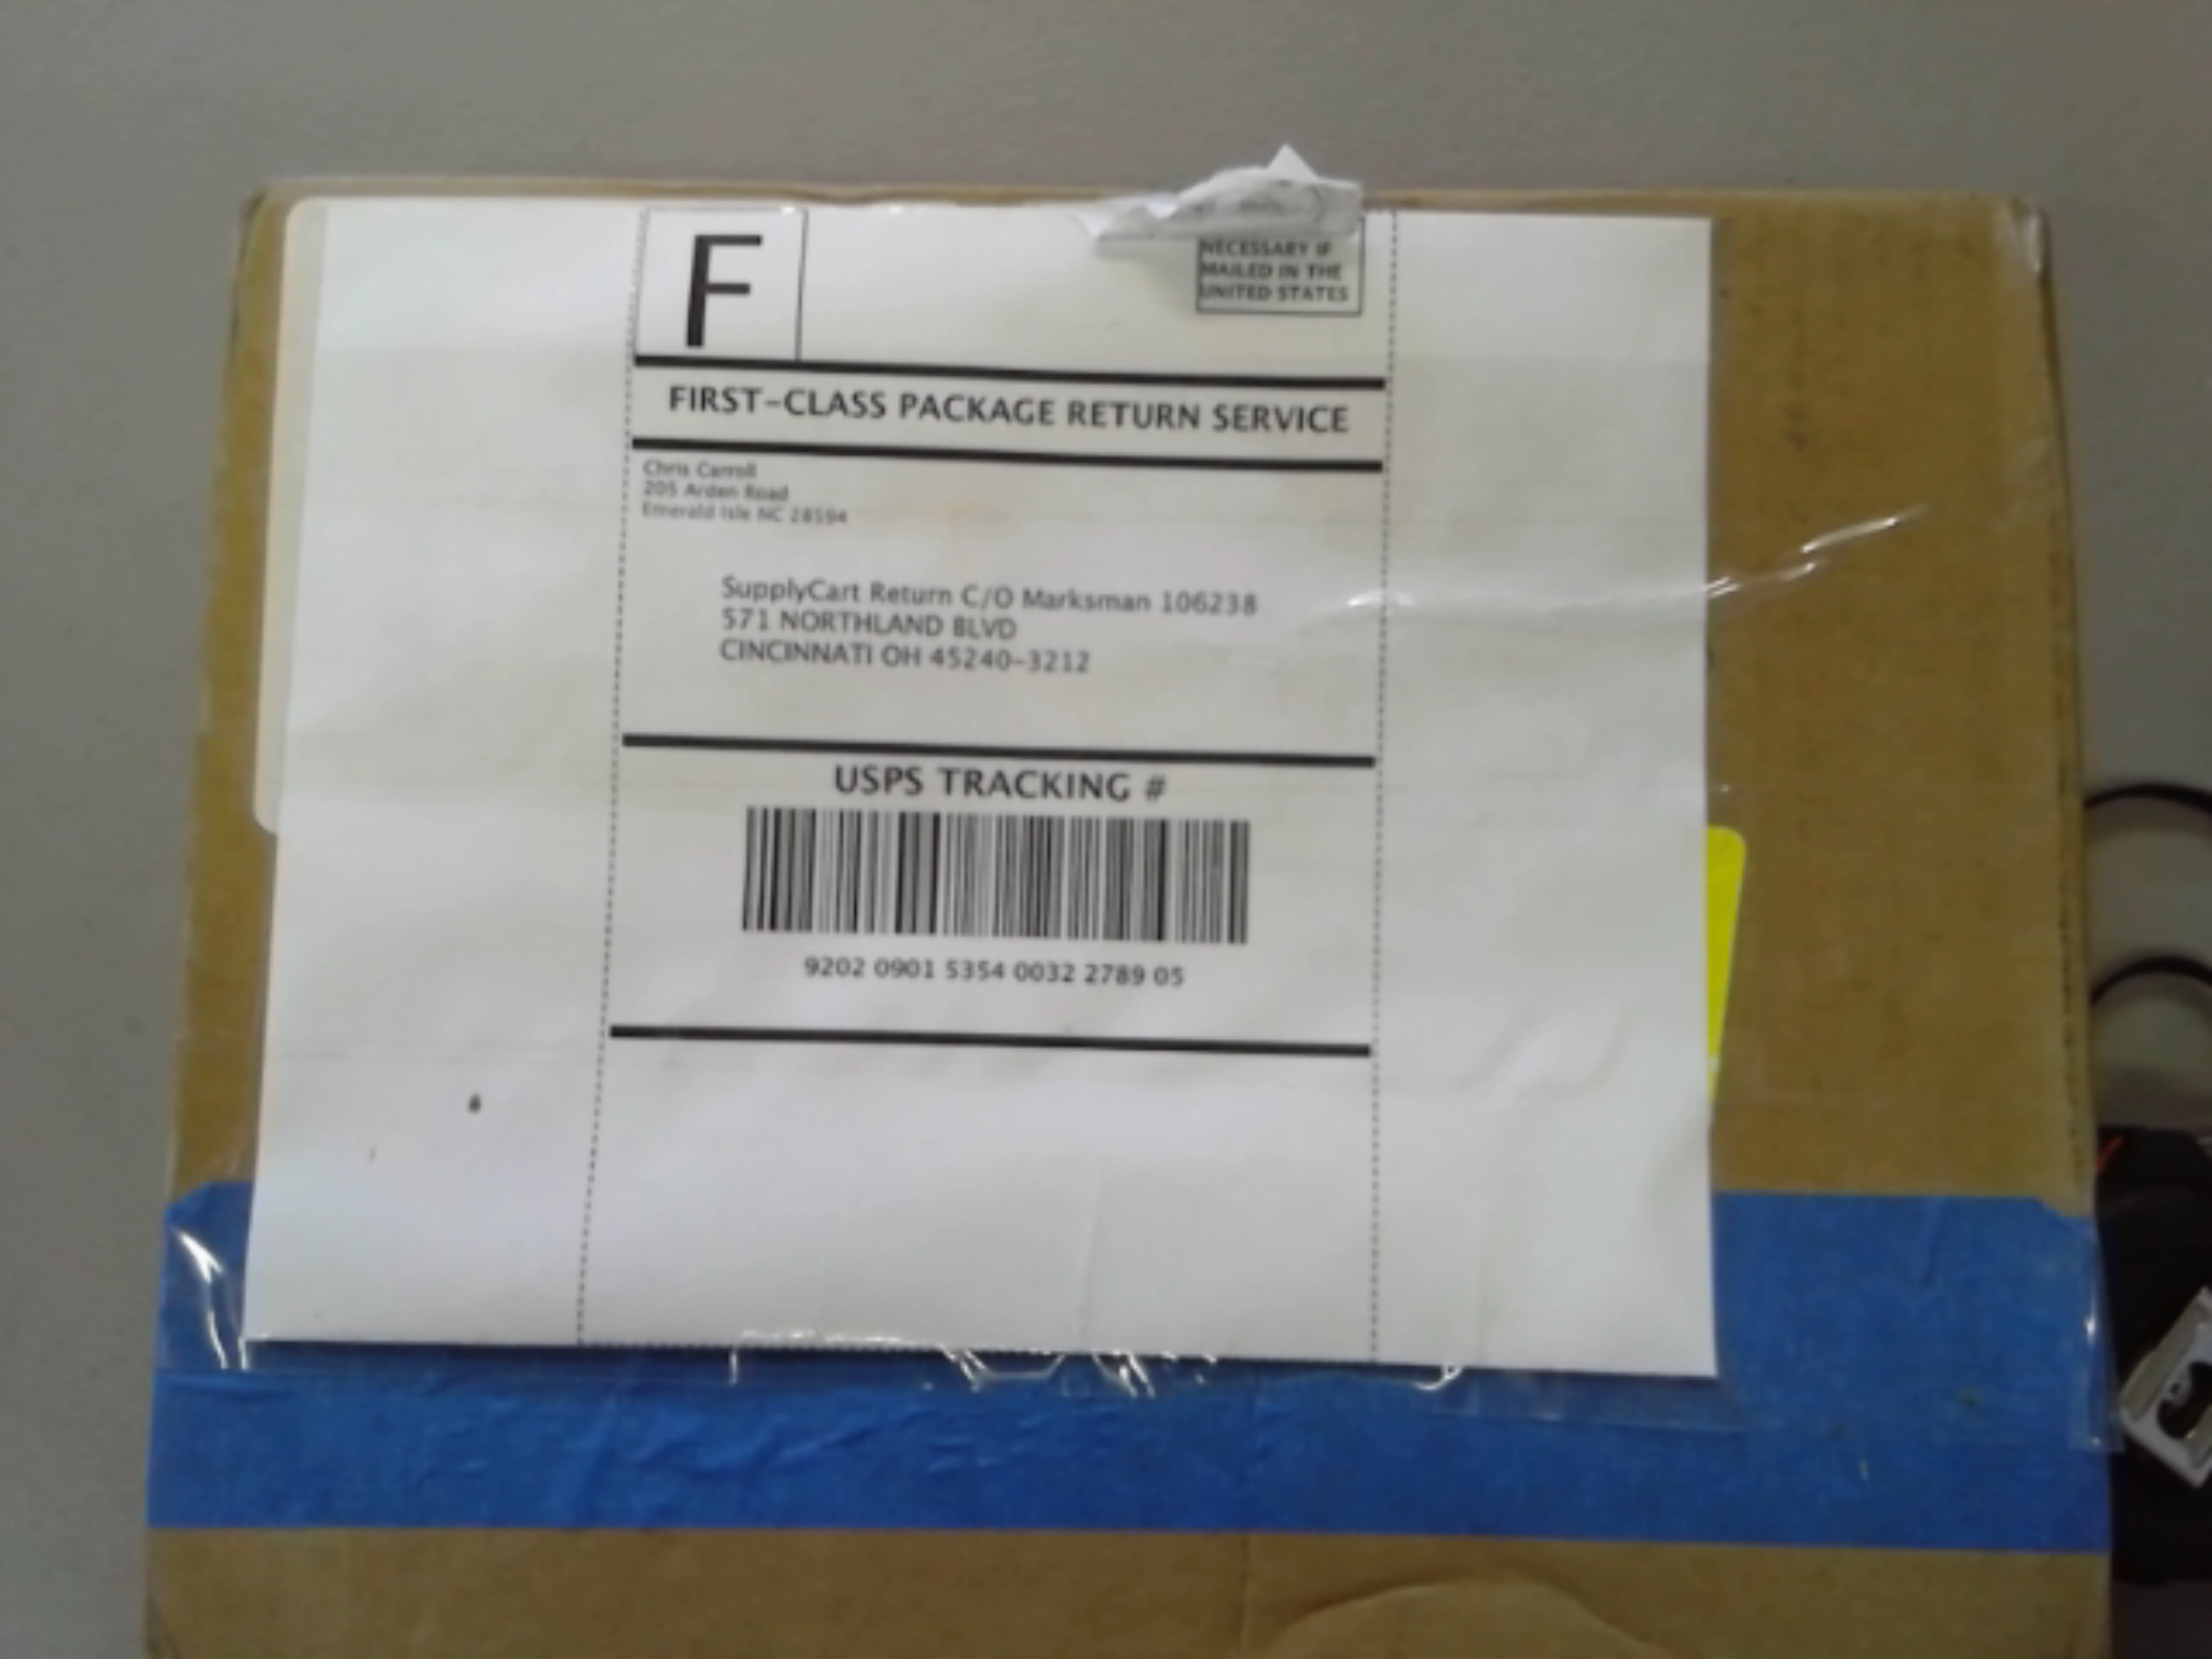 F
NECESSARY IF
MAILED IN THE
UNITED STATES
FIRST-CLASS PACKAGE RETURN SERVICE
Chris Carroll
205 Arden Road
Emerald Isle NC 28594
SupplyCart Return C/O Marksman 106238
571 NORTHLAND BLVD
CINCINNATI OH 45240-3212
USPS TRACKING #
9202 0901 5354 0032 2789 05